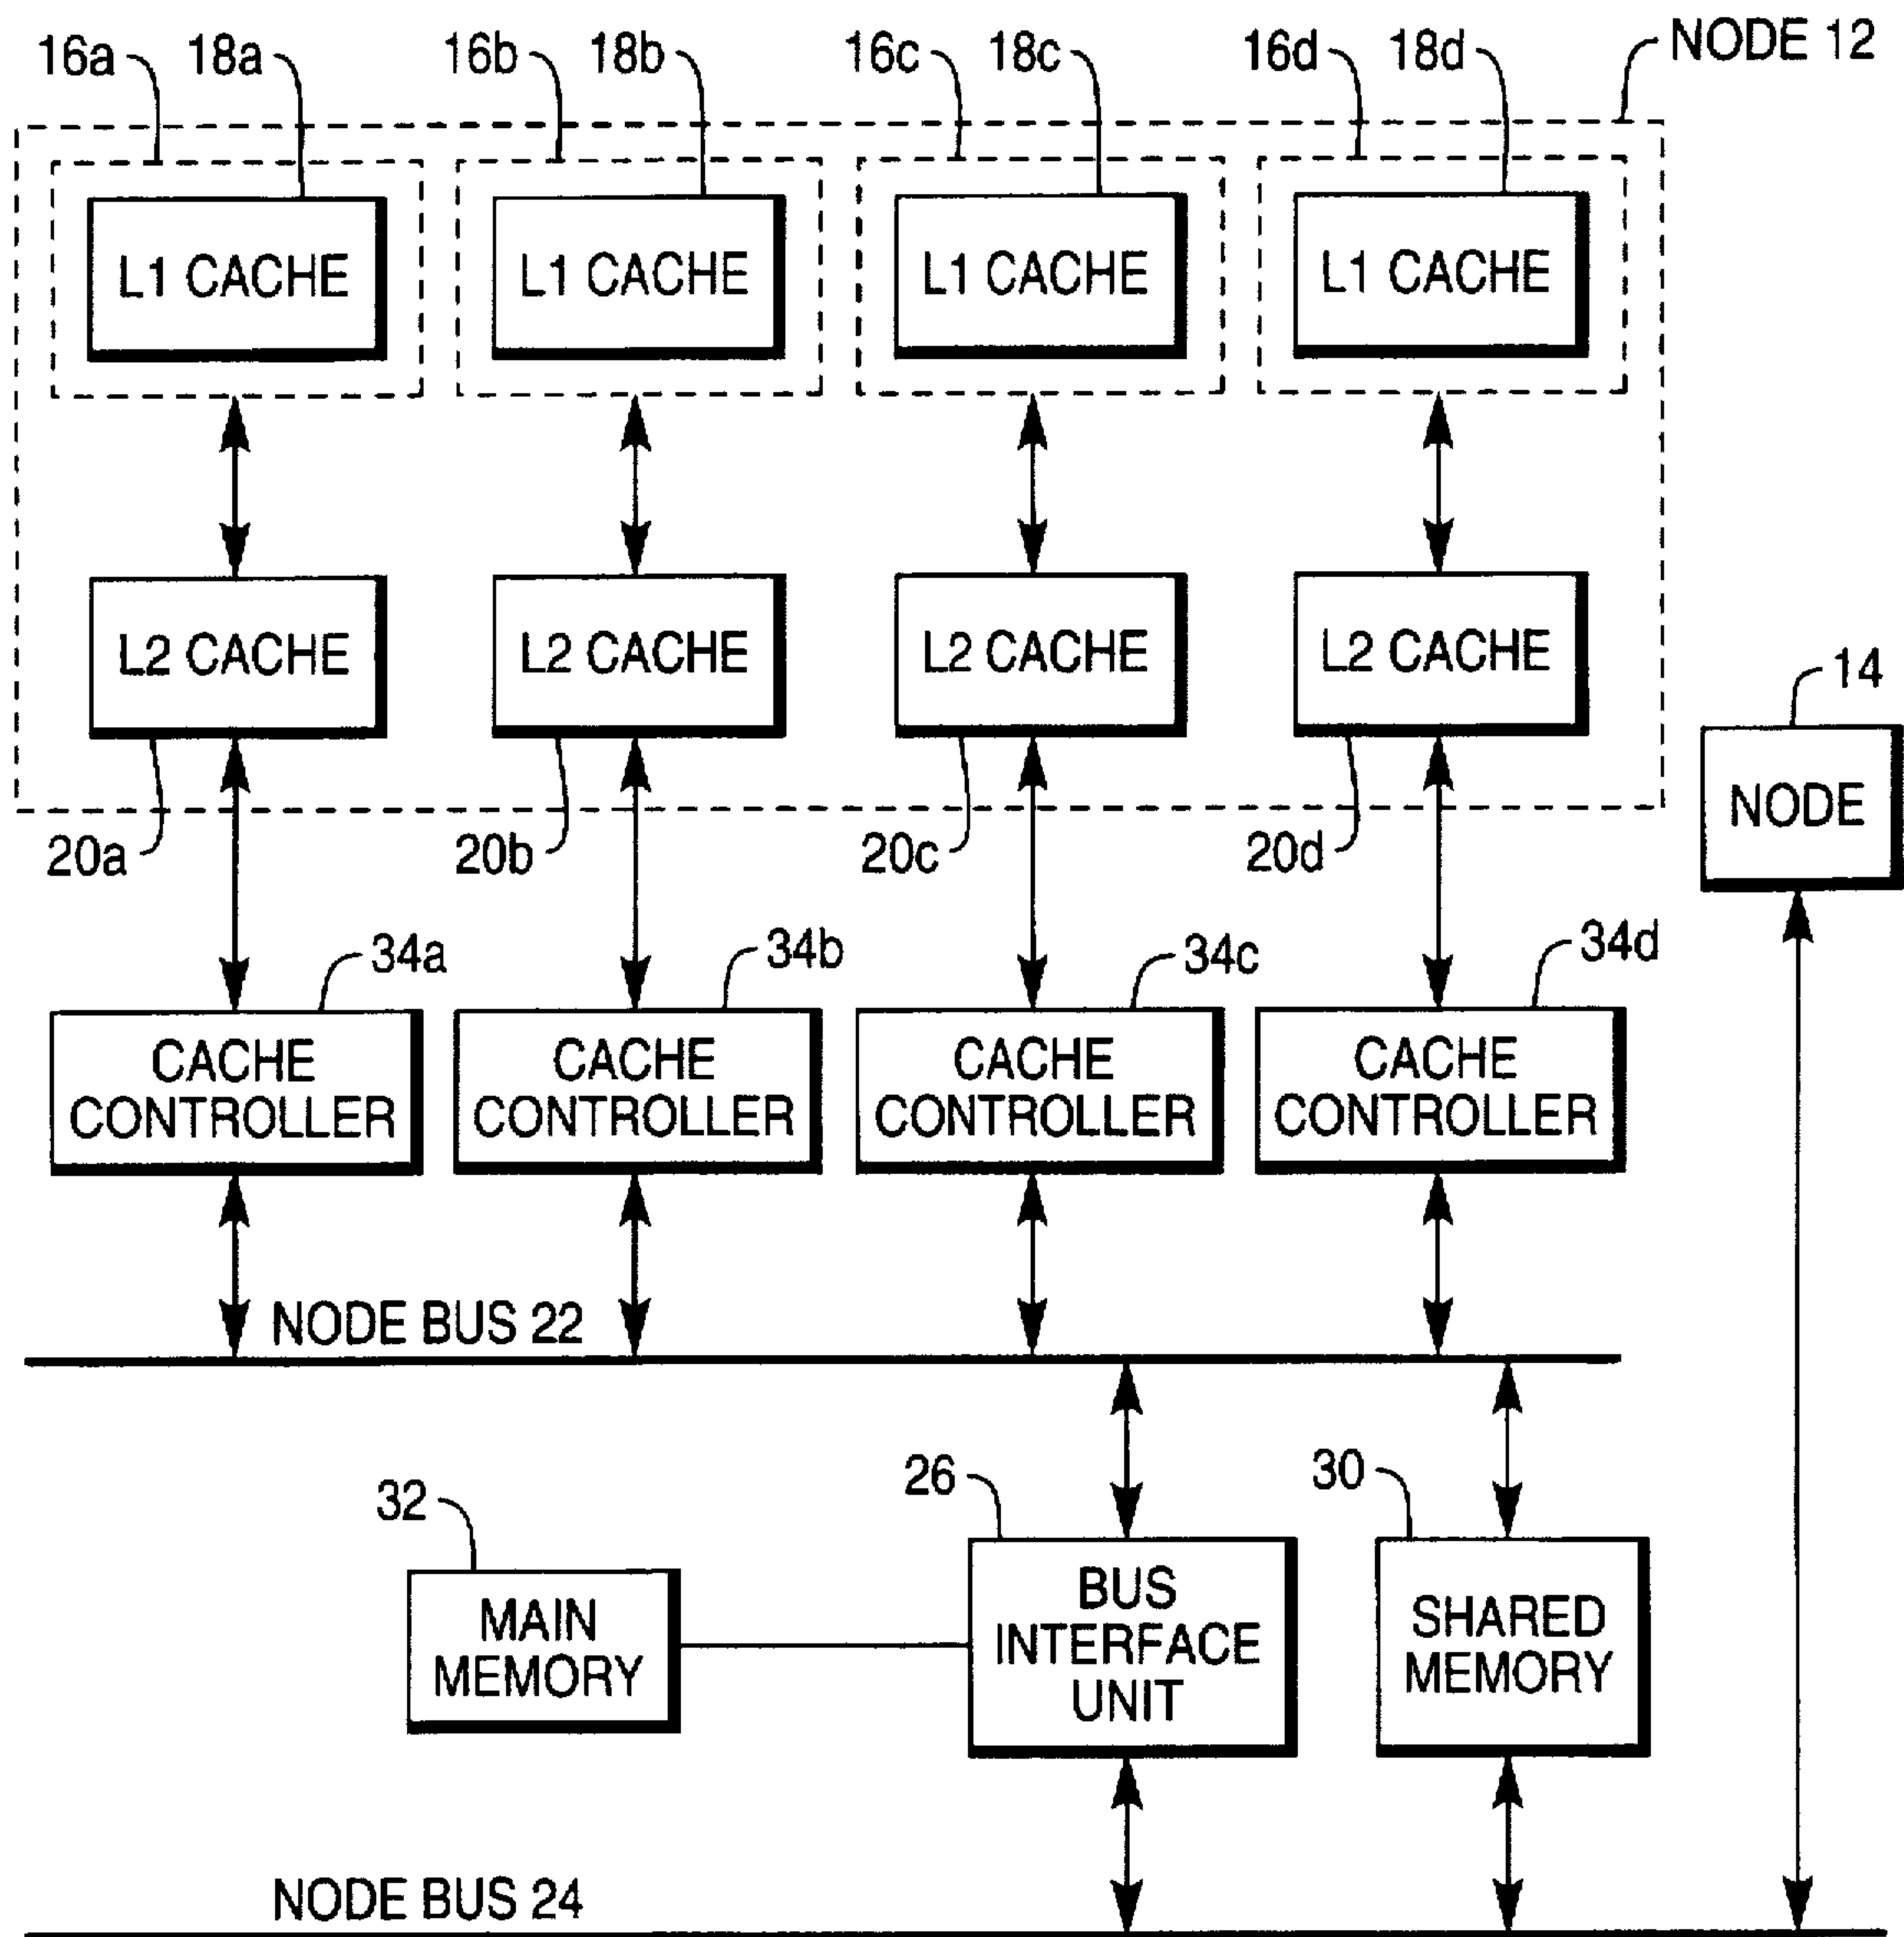 16a 18a 16b 18b 16c 18c 16d 18d NODE 12
L1 CACHE L1 CACHE L1 CACHE L1 CACHE
L2 CACHE L2 CACHE L2 CACHE L2 CACHE
14
NODE
20a 20b 20c 20d
34a 34b 34c 34d
CACHE CACHE CACHE CACHE
CONTROLLER CONTROLLER CONTROLLER CONTROLLER
NODE BUS 22
32 26 30
MAIN
MEMORY
BUS
INTERFACE
UNIT
SHARED
MEMORY
NODE BUS 24